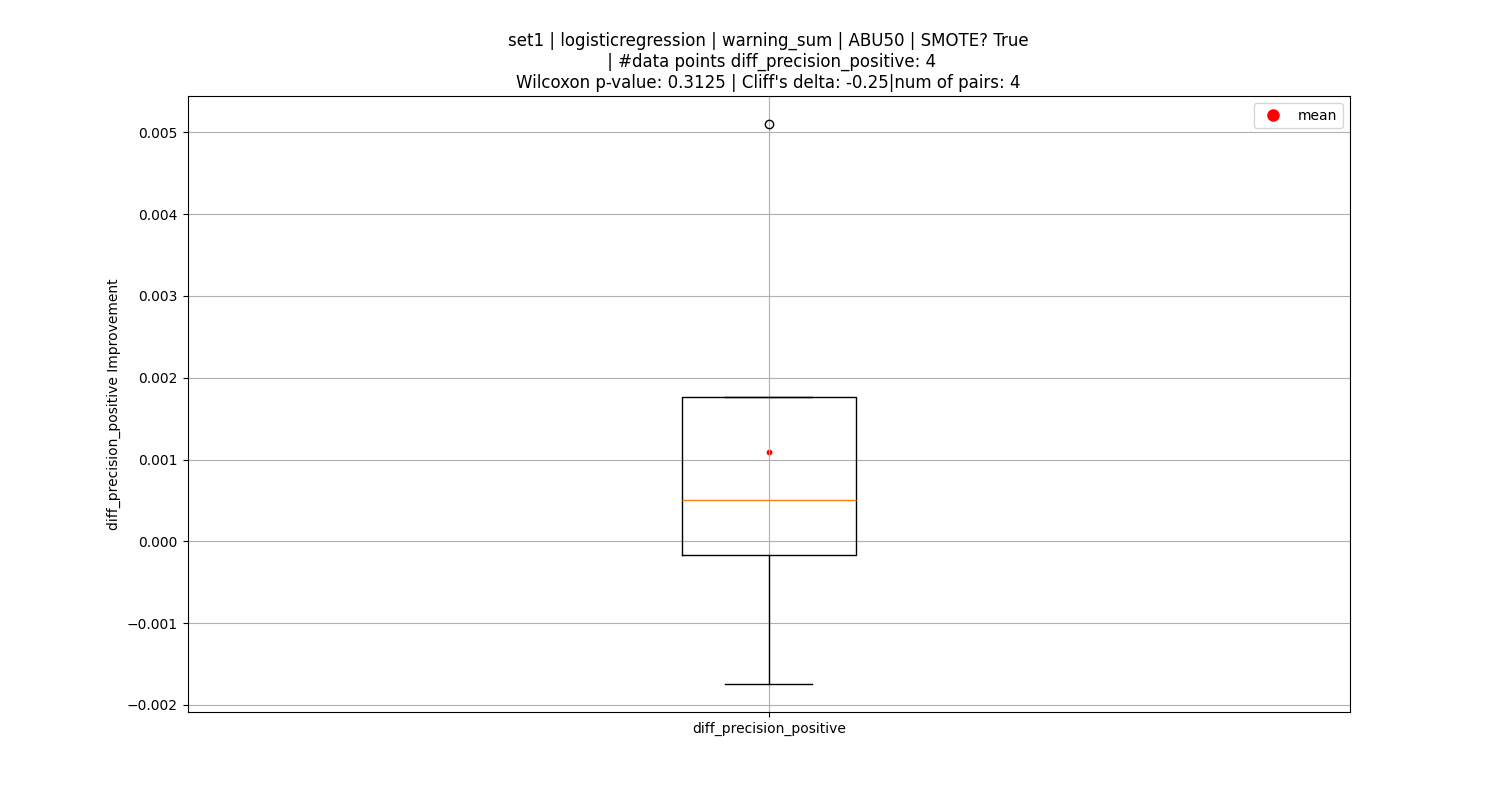 set1 | logisticregression | warning_sum | ABU50 | SMOTE? True
| #data points diff_precision_positive: 4
Wilcoxon p-value: 0.3125 | Cliff's delta: -0.25|num of pairs: 4
mean
0.005
0.004
0.003
0.002
0.001
0.000
−0.001
−0.002
diff_precision_positive Improvement
diff_precision_positive